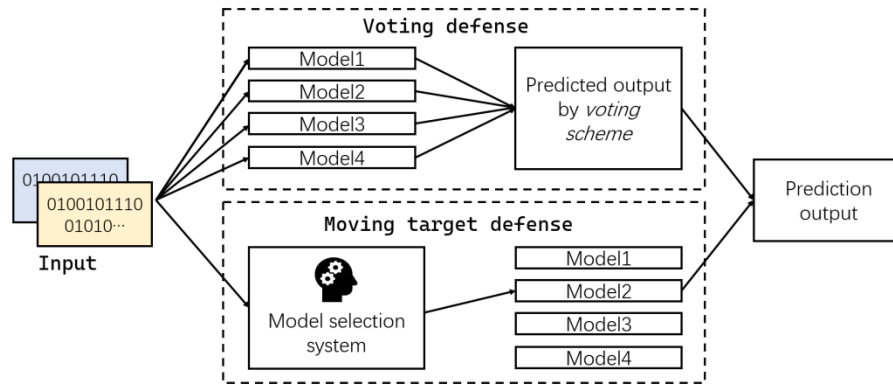 Voting defense
Model1
Model2
Model3
Model4
Predicted output
by voting
scheme
0100101110
0100101110
01010···
Input
Prediction
output
Moving target defense
Model selection
system
Model1
Model2
Model3
Model4